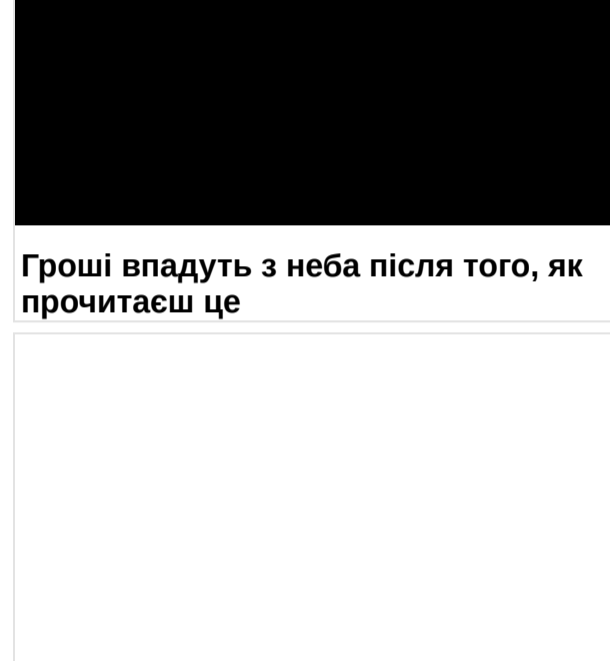 Гроші впадуть з неба після того, як
прочитаєш це